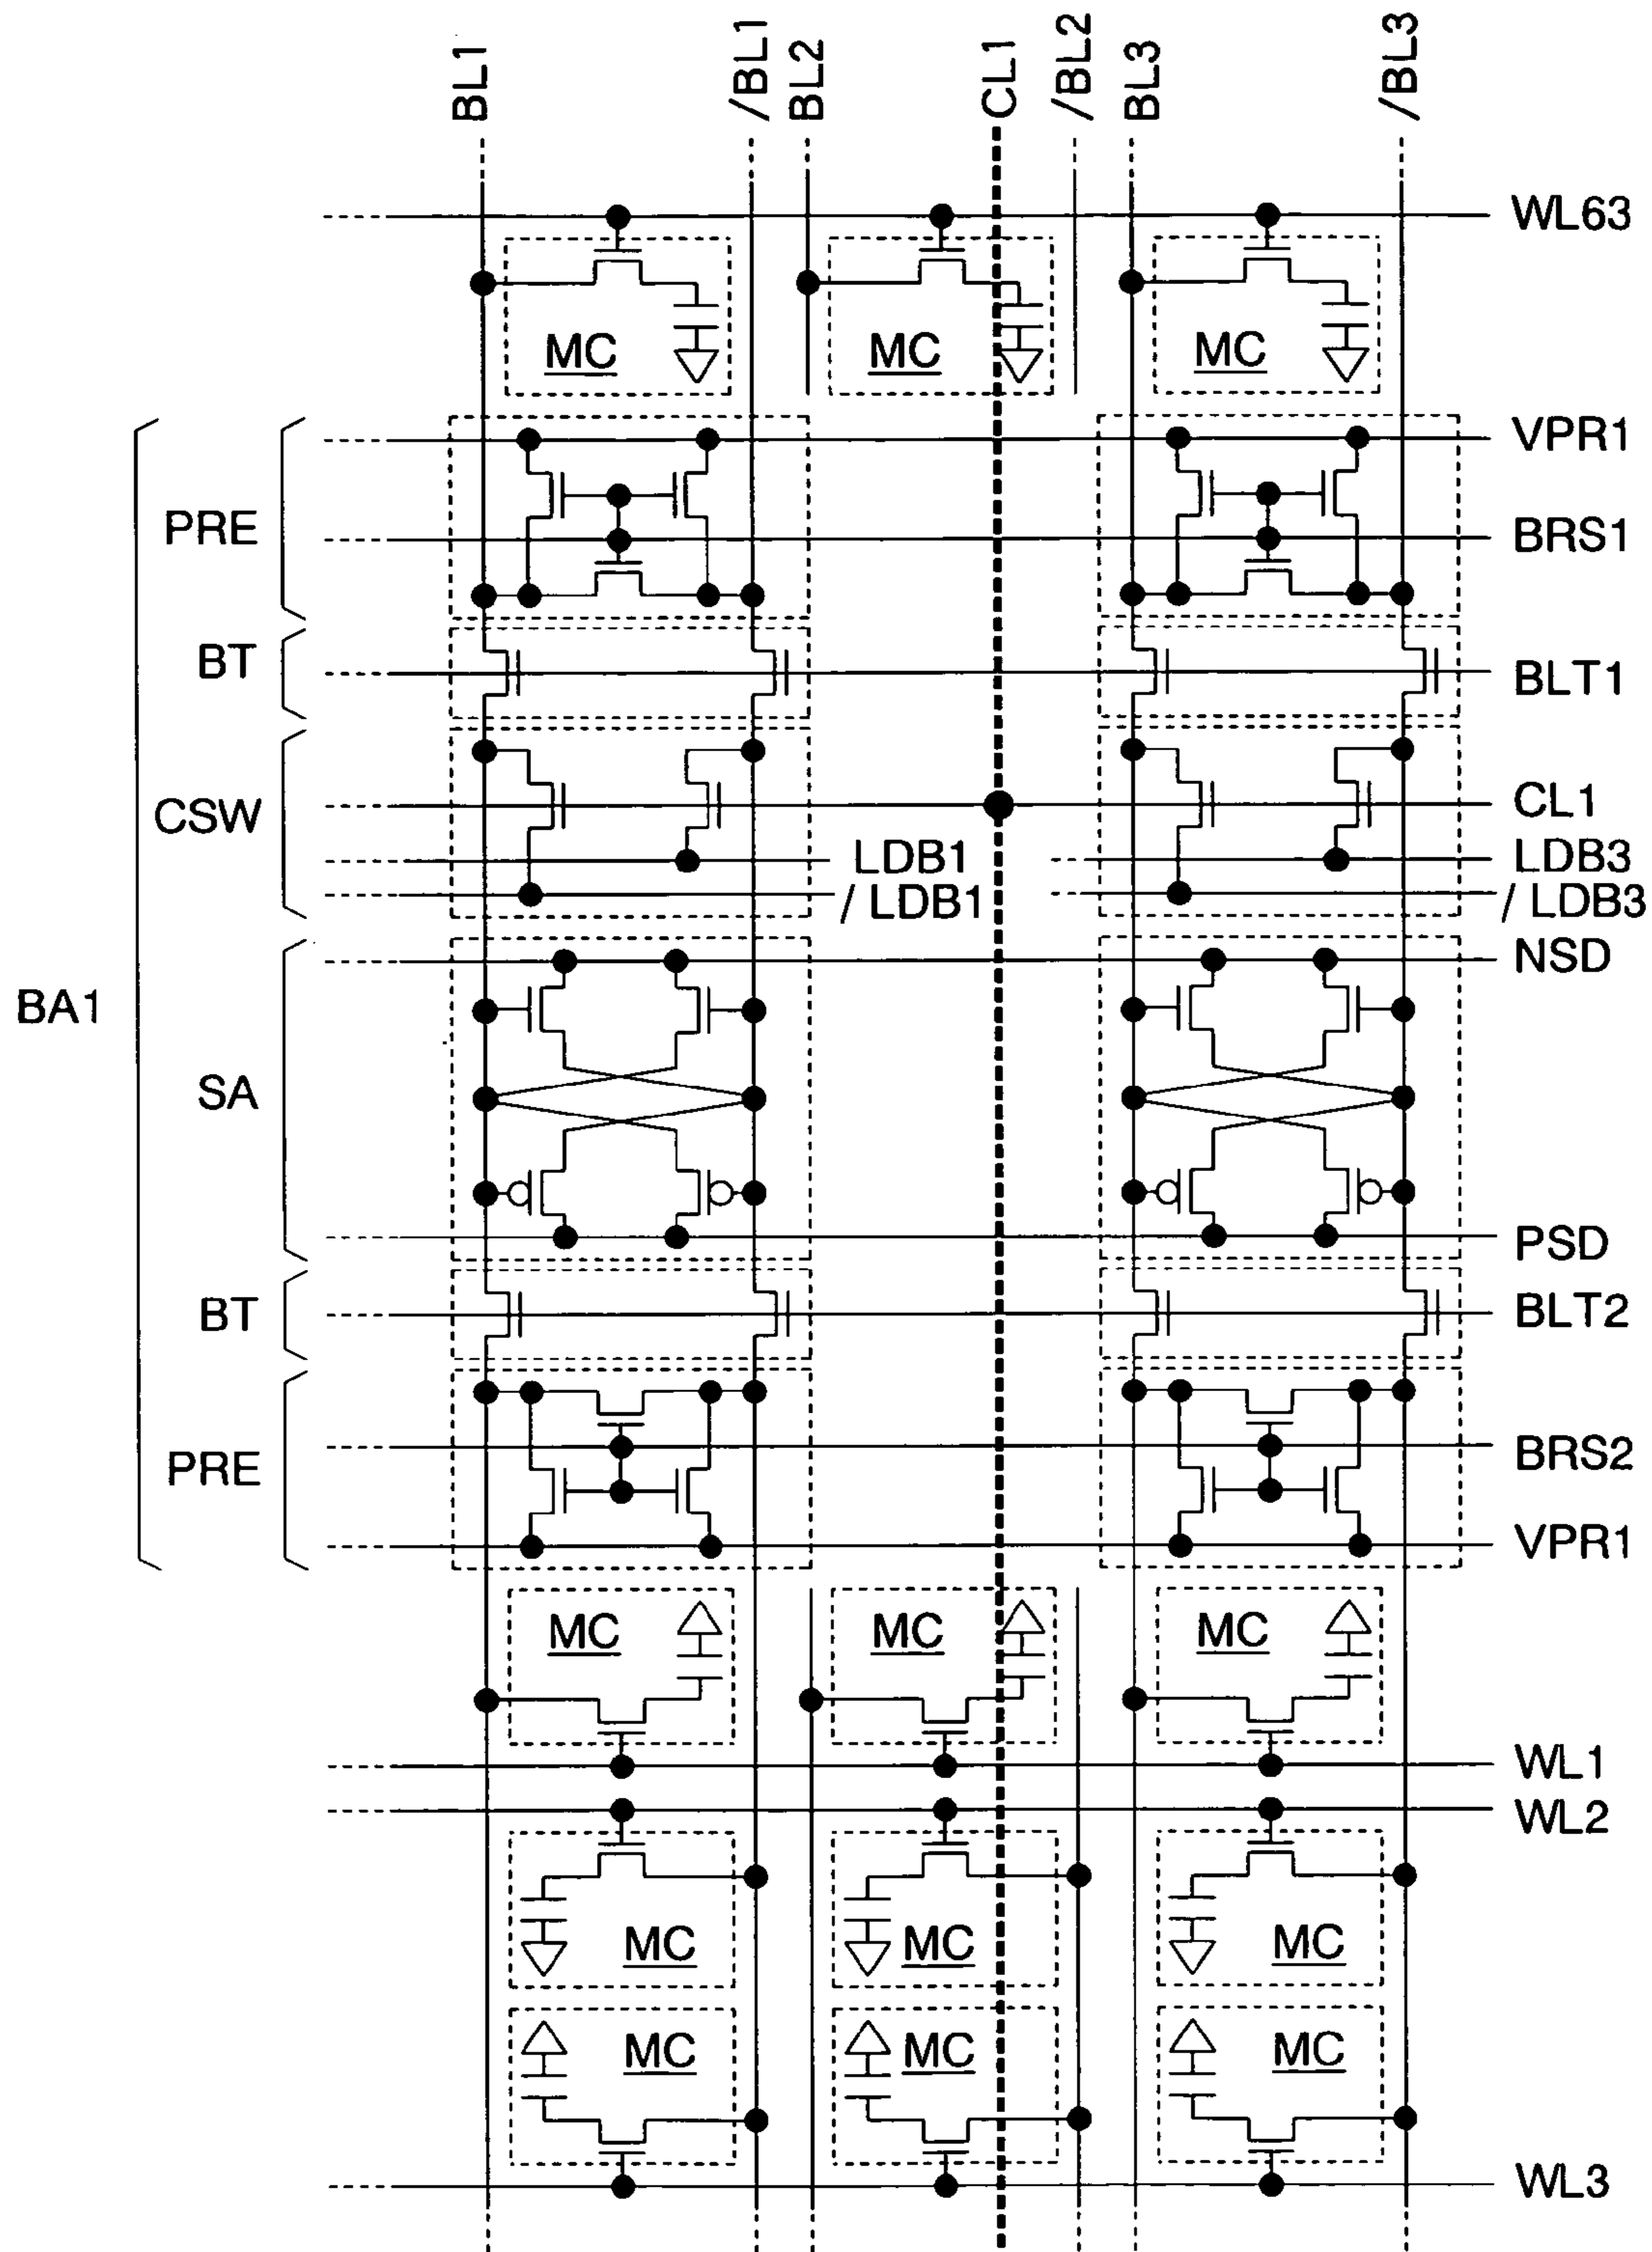 BL1
/BL1
BL2
CL1
/BL2
BL3
/BL3
WL63
MC
MC
MC
VPR1
PRE
BRS1
BT
BLT1
CSW
CL1
LDB1
LDB3
/ LDB1
/ LDB3
NSD
BA1
SA
PSD
BT
BLT2
BRS2
PRE
VPR1
MC
MC
MC
WL1
WL2
MC
MC
MC
MC
MC
MC
WL3